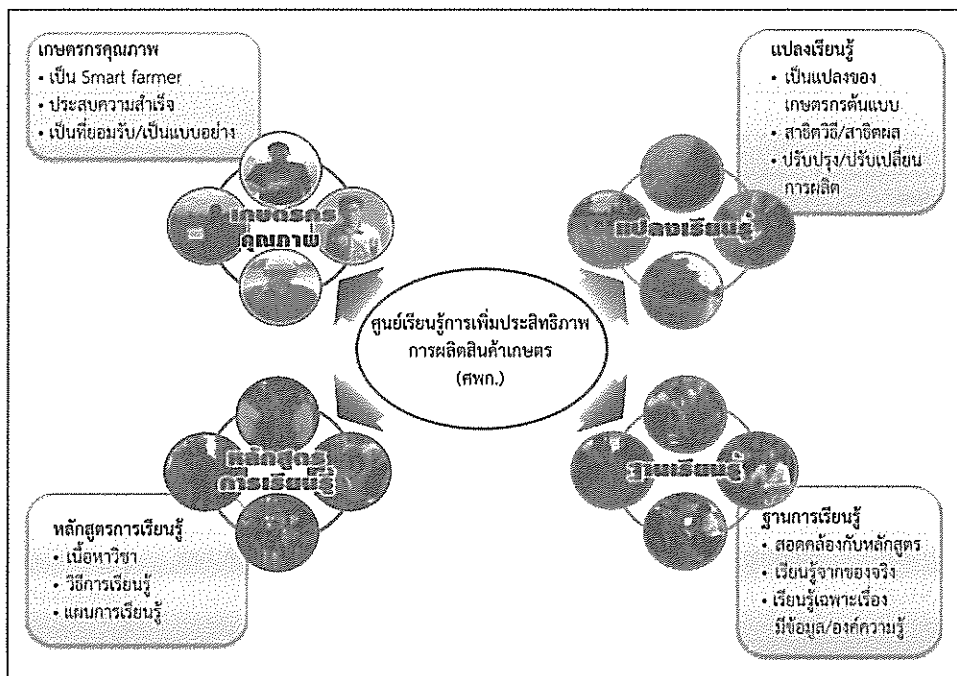 เกษตรกรคุณภาพ
• เป็น Smart farmer
• ประสบความสำเร็จ
• เป็นที่ยอมรับ/เป็นแบบอย่าง
เกษตรกร
คุณภาพ
แปลงเรียนรู้
• เป็นแปลงของ
เกษตรกรต้นแบบ
• สาธิตวิธี/สาธิตผล
• ปรับปรุง/ปรับเปลี่ยน
การผลิต
แปลงเรียนรู้
ศูนย์เรียนรู้การเพิ่มประสิทธิภาพ
การผลิตสินค้าเกษตร
(ศพก.)
หลักสูตร
การเรียนรู้
หลักสูตรการเรียนรู้
• เนื้อหาวิชา
• วิธีการเรียนรู้
• แผนการเรียนรู้
ฐานเรียนรู้
ฐานการเรียนรู้
• สอดคล้องกับหลักสูตร
• เรียนรู้จากของจริง
• เรียนรู้เฉพาะเรื่อง
มีข้อมูล/องค์ความรู้